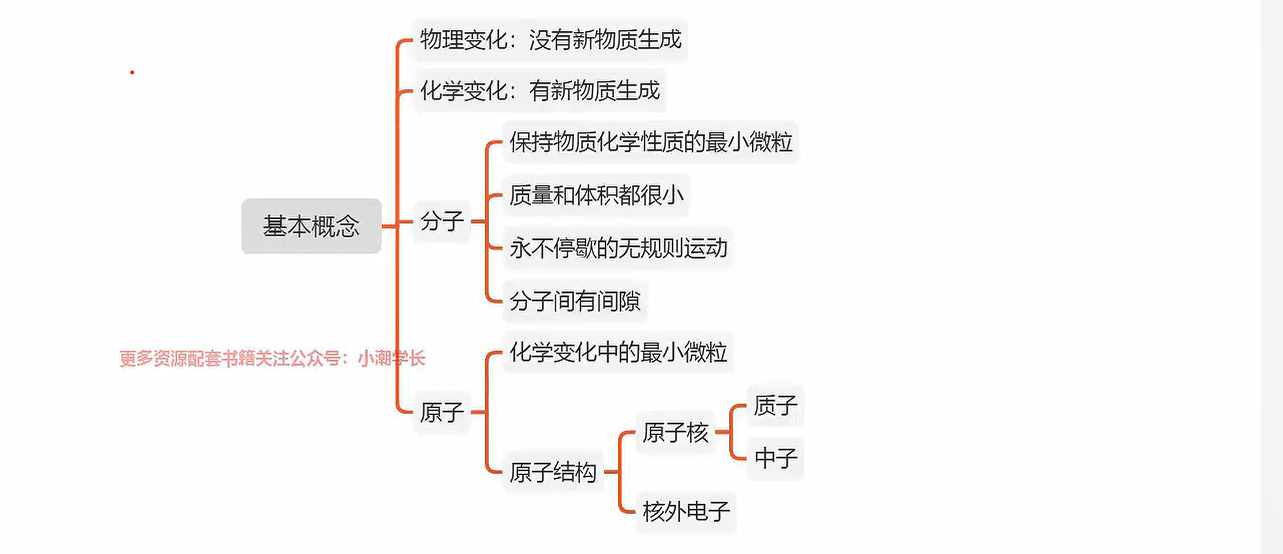 物理变化：没有新物质生成
化学变化：有新物质生成
保持物质化学性质的最小微粒
质量和体积都很小
基本概念
分子
永不停歇的无规则运动
分子间有间隙
更多资源配套书籍关注公众号：小潮学长
化学变化中的最小微粒
原子
质子
原子核
中子
原子结构
核外电子